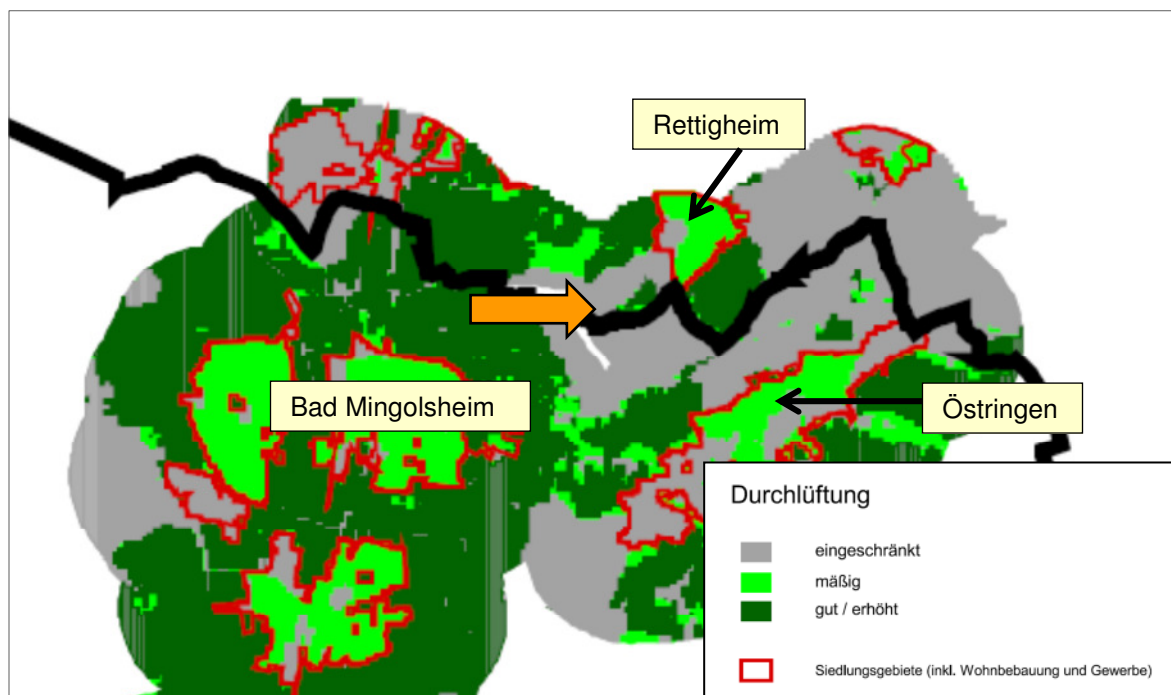 Rettigheim
Bad Mingolsheim
Östringen
Durchlüftung
eingeschränkt
mäßig
gut / erhöht
Siedlungsgebiete (inkl. Wohnbebauung und Gewerbe)